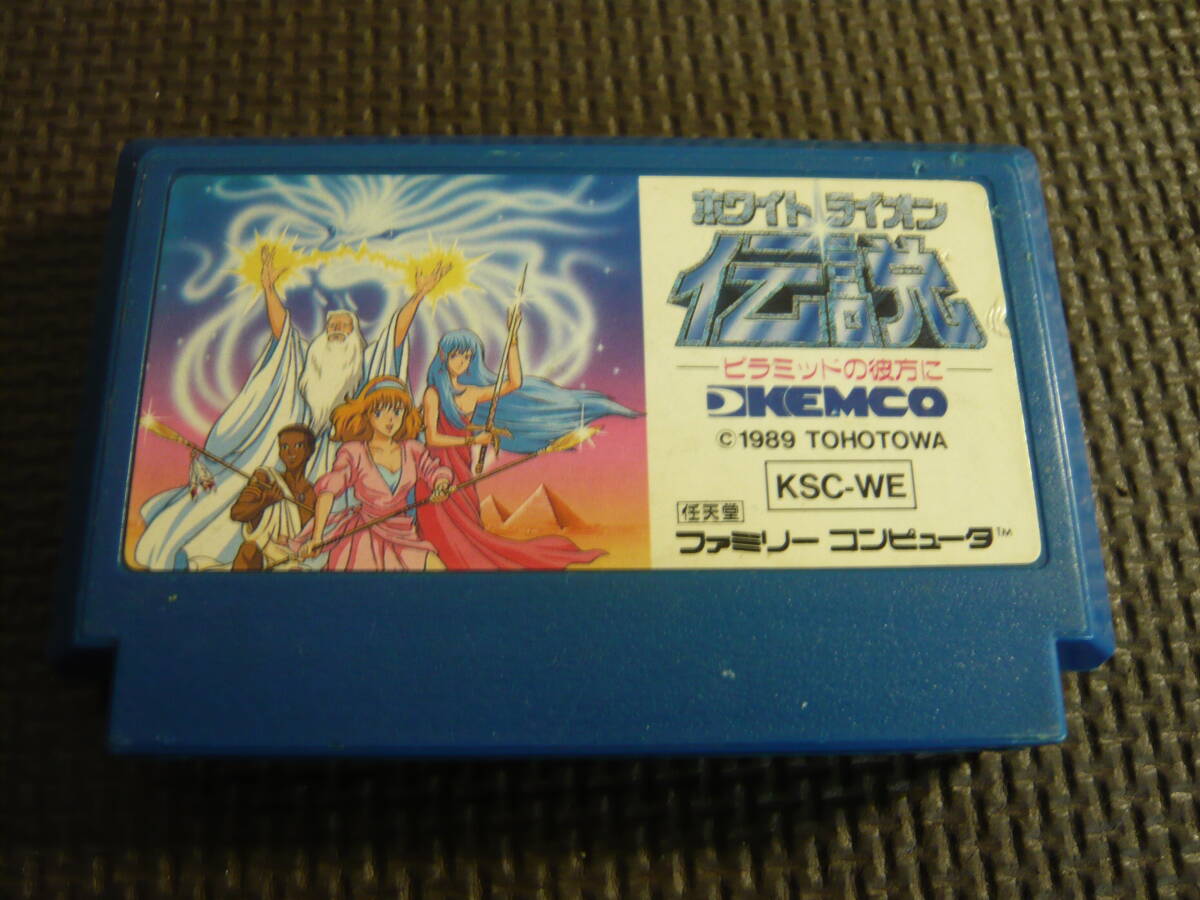 ホワイト ライオン
伝説
ピラミッドの彼方に
KEMCO
©1989 TOHOTOWA
KSC-WE
任天堂
ファミリー コンピュータ™